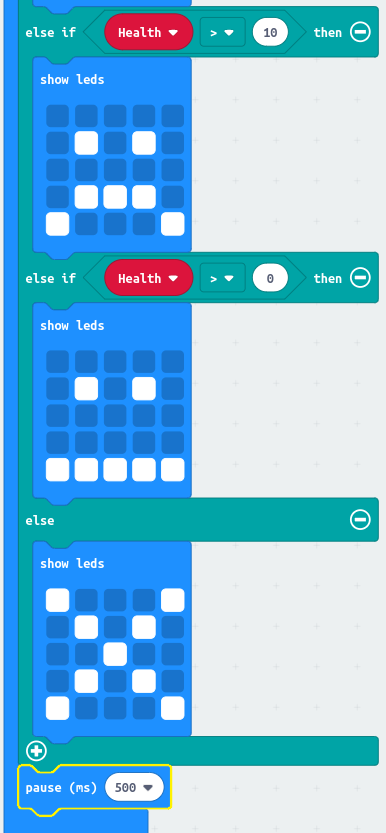 else if Health > 10 then
show leds
else if Health > 0 then
show leds
else
show leds
pause (ms) 500